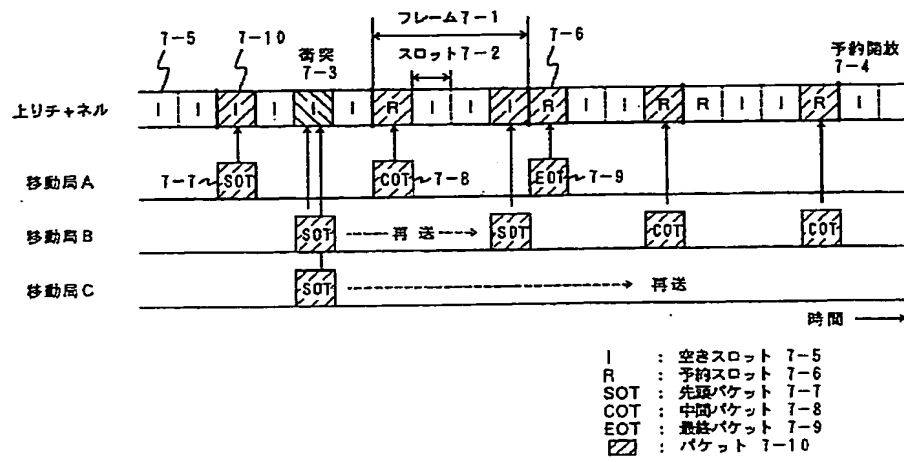 フレーム7-1
7-5
7-10
衝突
7-3
スロット7-2
7-6
予約開放
7-4
上りチャネル
I I I I I I R I I I R I I R R I I R I
移動局A
7-7 SOT
COT 7-8
EOT 7-9
移動局B
SOT
再送
SOT
COT
COT
移動局C
SOT
再送
時間
I : 空きスロット 7-5
R : 予約スロット 7-6
SOT : 先頭パケット 7-7
COT : 中間パケット 7-8
EOT : 最終パケット 7-9
: パケット 7-10